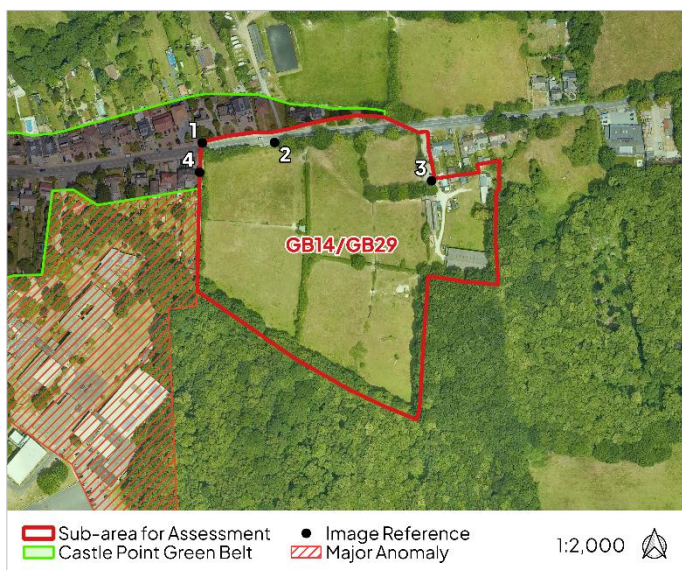 1
2
4
3
GB14/GB29
Sub-area for Assessment
Image Reference
Castle Point Green Belt
Major Anomaly
1:2,000